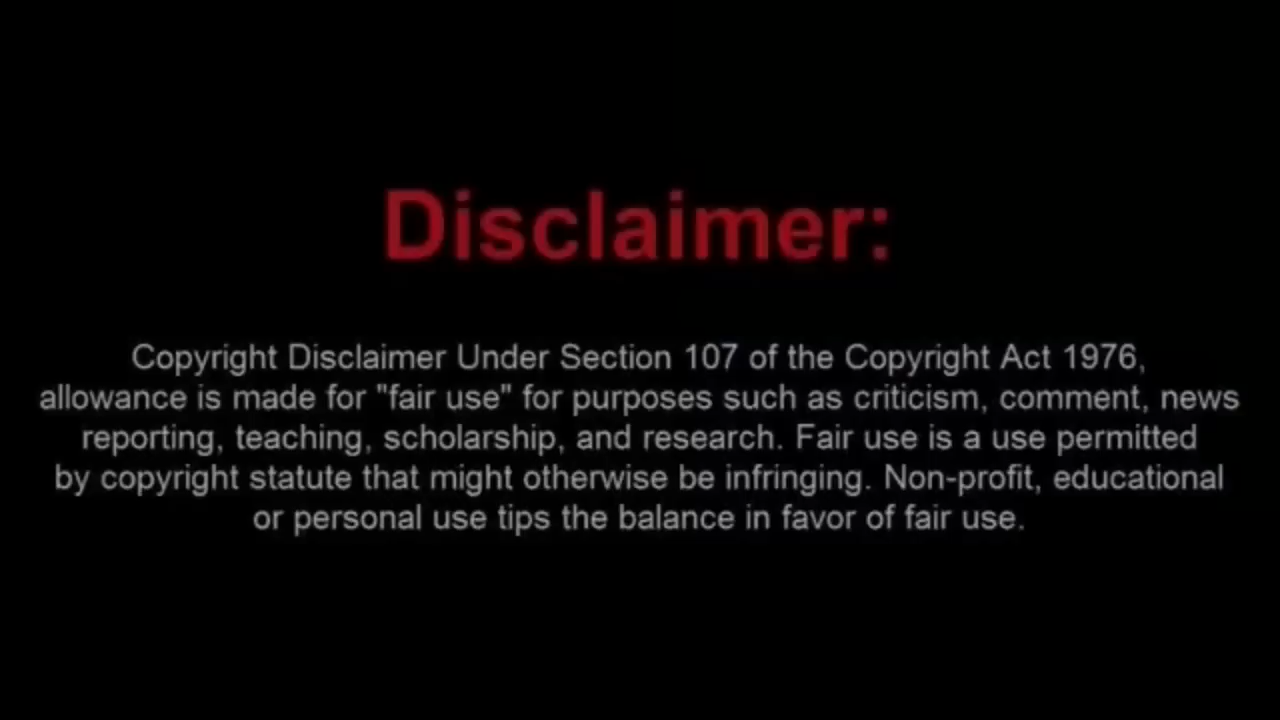 Disclaimer:
Copyright Disclaimer Under Section 107 of the Copyright Act 1976,
allowance is made for "fair use" for purposes such as criticism, comment, news
reporting, teaching, scholarship, and research. Fair use is a use permitted
by copyright statute that might otherwise be infringing. Non-profit, educational
or personal use tips the balance in favor of fair use.